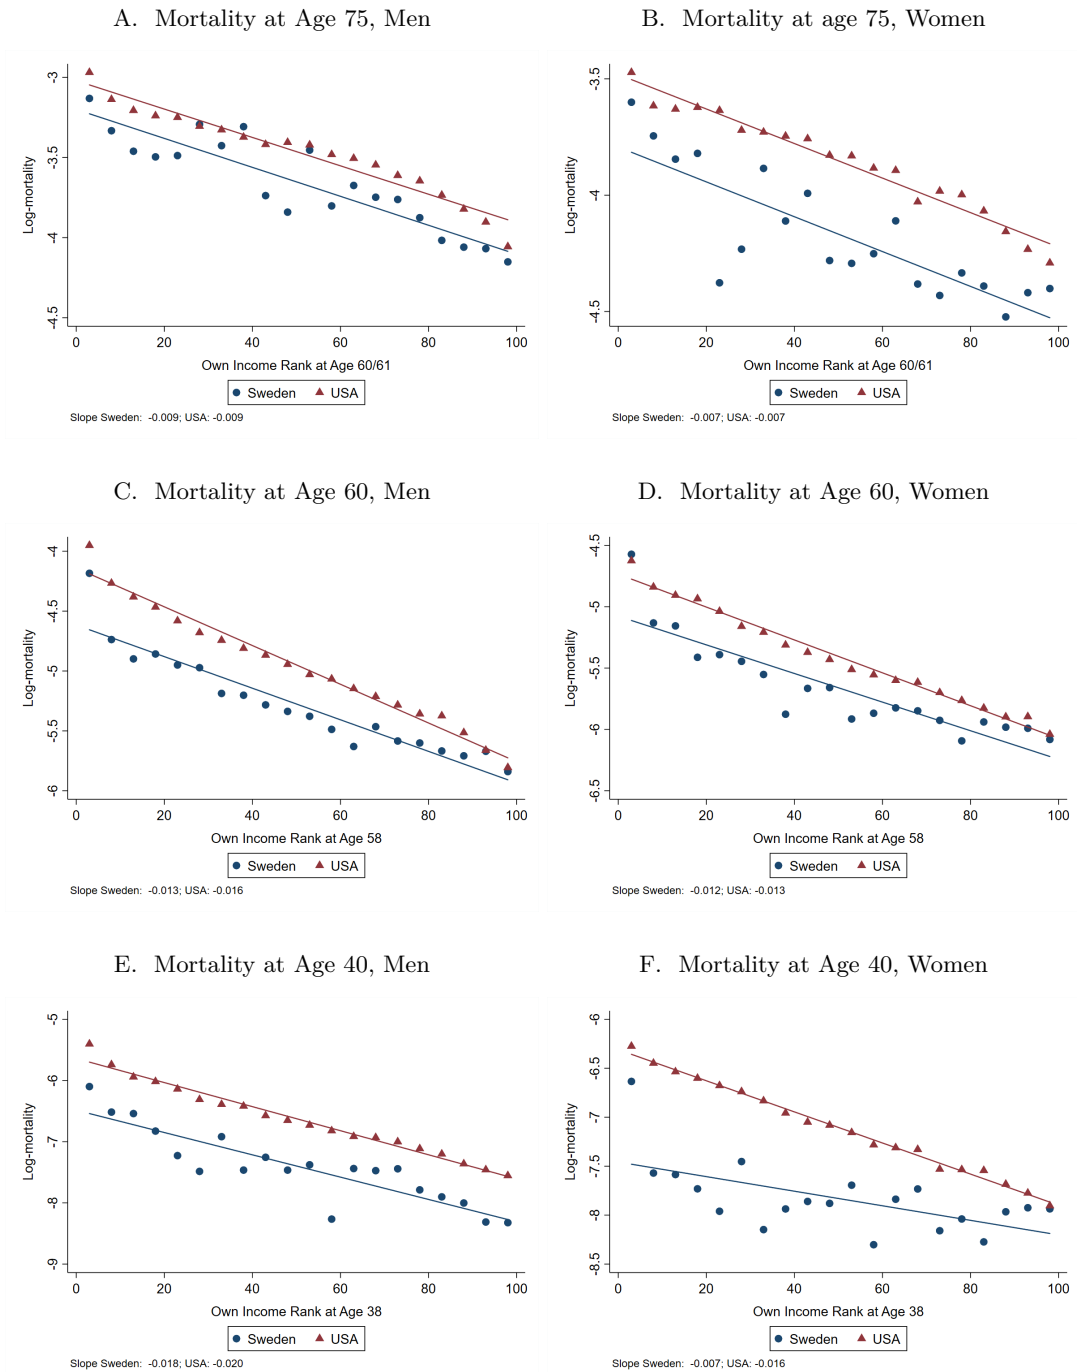 A. Mortality at Age 75, Men
-3
-3.5
-4
-4.5
Log-mortality
0 20 40 60 80 100
Own Income Rank at Age 60/61
Sweden USA
Slope Sweden: -0.009; USA: -0.009
B. Mortality at age 75, Women
-3.5
-4
-4.5
Log-mortality
0 20 40 60 80 100
Own Income Rank at Age 60/61
Sweden USA
Slope Sweden: -0.007; USA: -0.007
C. Mortality at Age 60, Men
-4
-4.5
-5
-5.5
-6
Log-mortality
0 20 40 60 80 100
Own Income Rank at Age 58
Sweden USA
Slope Sweden: -0.013; USA: -0.016
D. Mortality at Age 60, Women
-4.5
-5
-5.5
-6
-6.5
Log-mortality
0 20 40 60 80 100
Own Income Rank at Age 58
Sweden USA
Slope Sweden: -0.012; USA: -0.013
E. Mortality at Age 40, Men
-5
-6
-7
-8
-9
Log-mortality
0 20 40 60 80 100
Own Income Rank at Age 38
Sweden USA
Slope Sweden: -0.018; USA: -0.020
F. Mortality at Age 40, Women
-6
-6.5
-7
-7.5
-8
-8.5
Log-mortality
0 20 40 60 80 100
Own Income Rank at Age 38
Sweden USA
Slope Sweden: -0.007; USA: -0.016